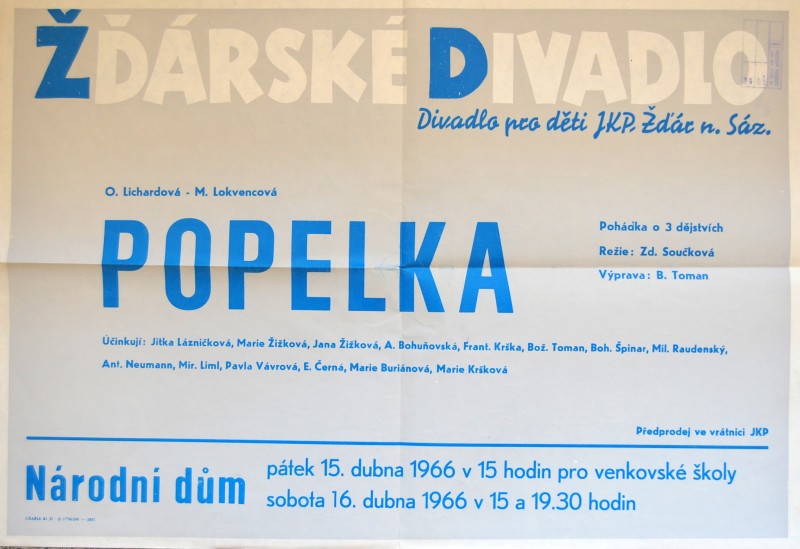 ŽĎÁRSKÉ DIVADLO
Divadlo pro děti JKP. Žďár n. Sáz.
O. Lichardová - M. Lokvencová
POPELKA
Pohádka o 3 dějstvích
Režie: Zd. Součková
Výprava: B. Toman
Účinkují: Jitka Lázničková, Marie Žižková, Jana Žižková, A. Bohuňovská, Frant. Krška, Bož. Toman, Boh. Špinar, Mil. Raudenský,
Ant. Neumann, Mir. Liml, Pavla Vávrová, E. Černá, Marie Buriánová, Marie Kršková
Předprodej ve vrátnici JKP
Národní dům
pátek 15. dubna 1966 v 15 hodin pro venkovské školy
sobota 16. dubna 1966 v 15 a 19.30 hodin